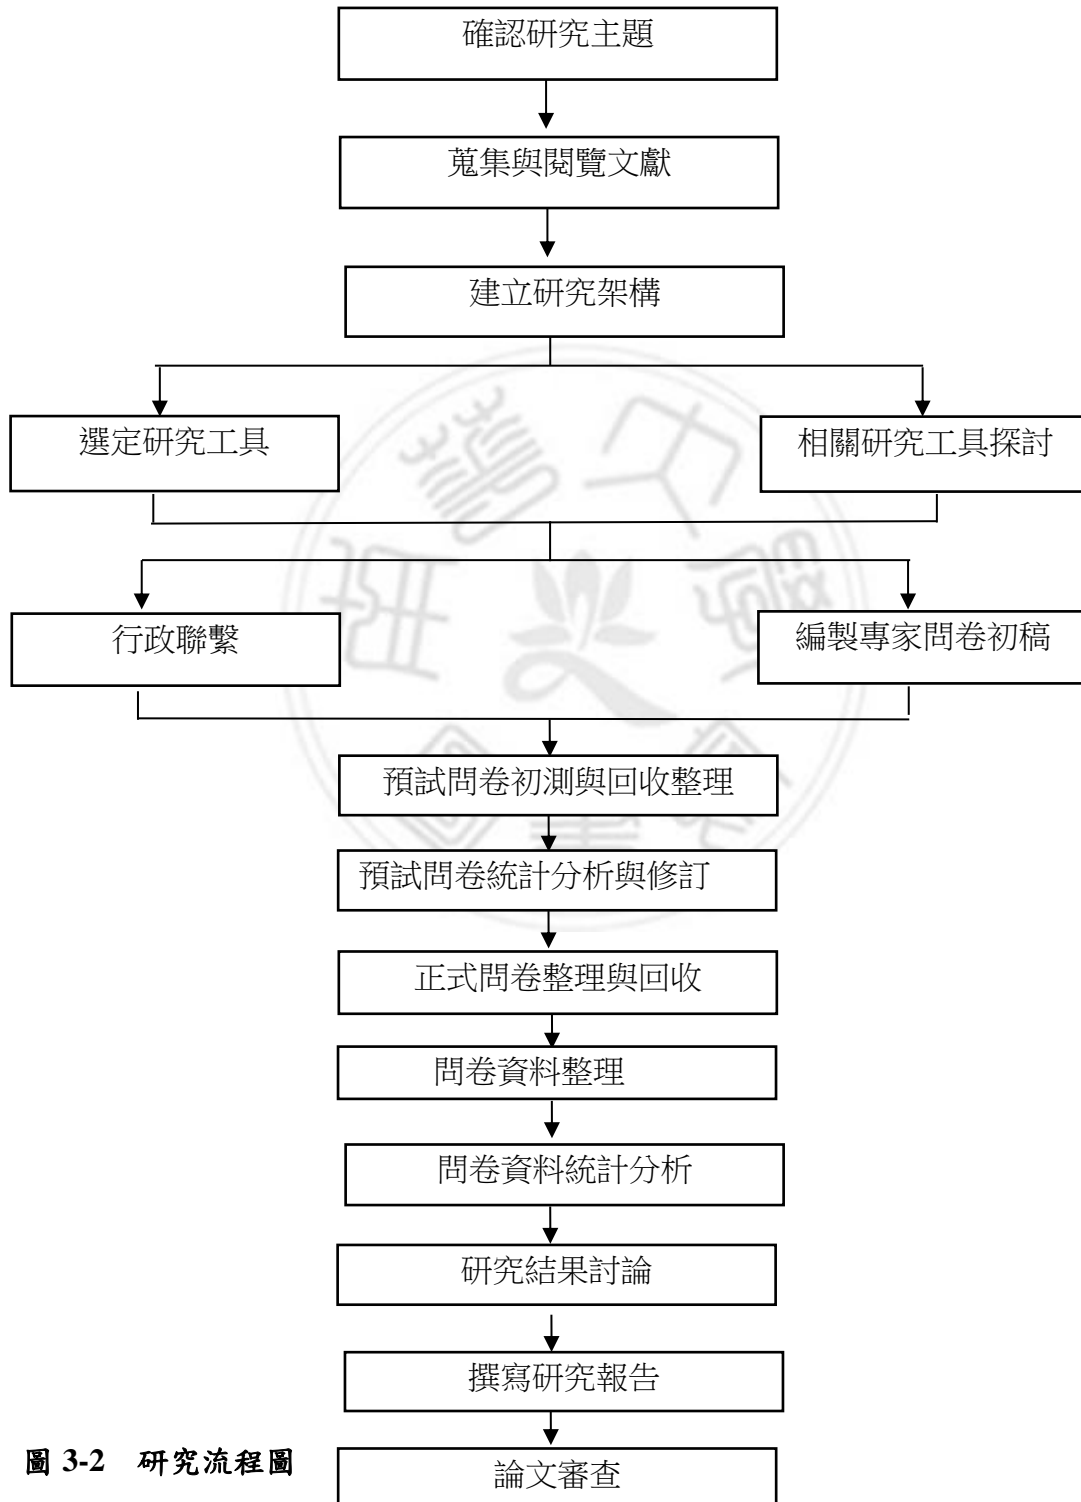 確認研究主題
蒐集與閱覽文獻
建立研究架構
選定研究工具
相關研究工具探討
行政聯繫
編製專家問卷初稿
預試問卷初測與回收整理
預試問卷統計分析與修訂
正式問卷整理與回收
問卷資料整理
問卷資料統計分析
研究結果討論
撰寫研究報告
論文審查
圖 3-2 研究流程圖